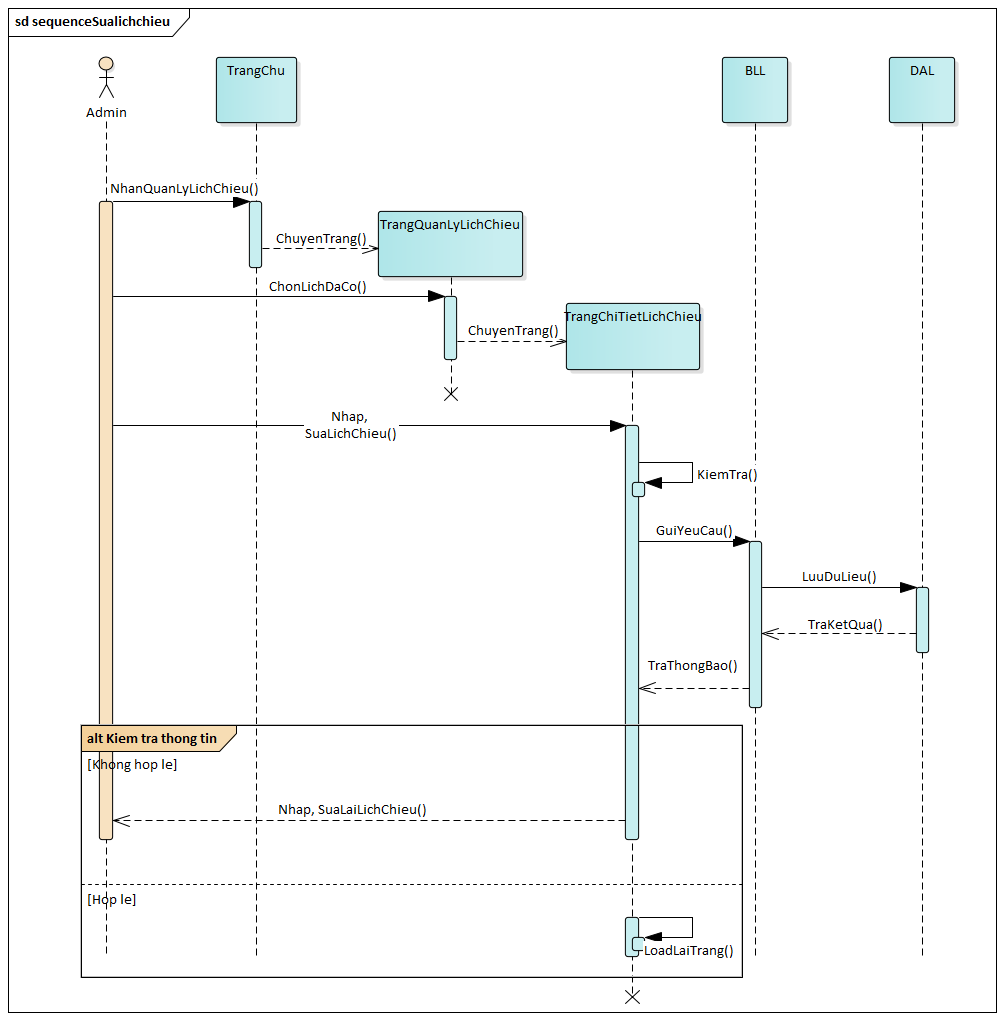 sd sequenceSualichchieu
TrangChu
BLL
DAL
Admin
NhanQuanLyLichChieu()
TrangQuanLyLichChieu
ChuyenTrang()
ChonLichDaCo()
TrangChiTietLichChieu
ChuyenTrang()
Nhap,
SuaLichChieu()
KiemTra()
GuiYeuCau()
LuuDuLieu()
TraKetQua()
TraThongBao()
alt Kiem tra thong tin
[Khong hop le]
Nhap, SuaLaiLichChieu()
[Hop le]
LoadLaiTrang()